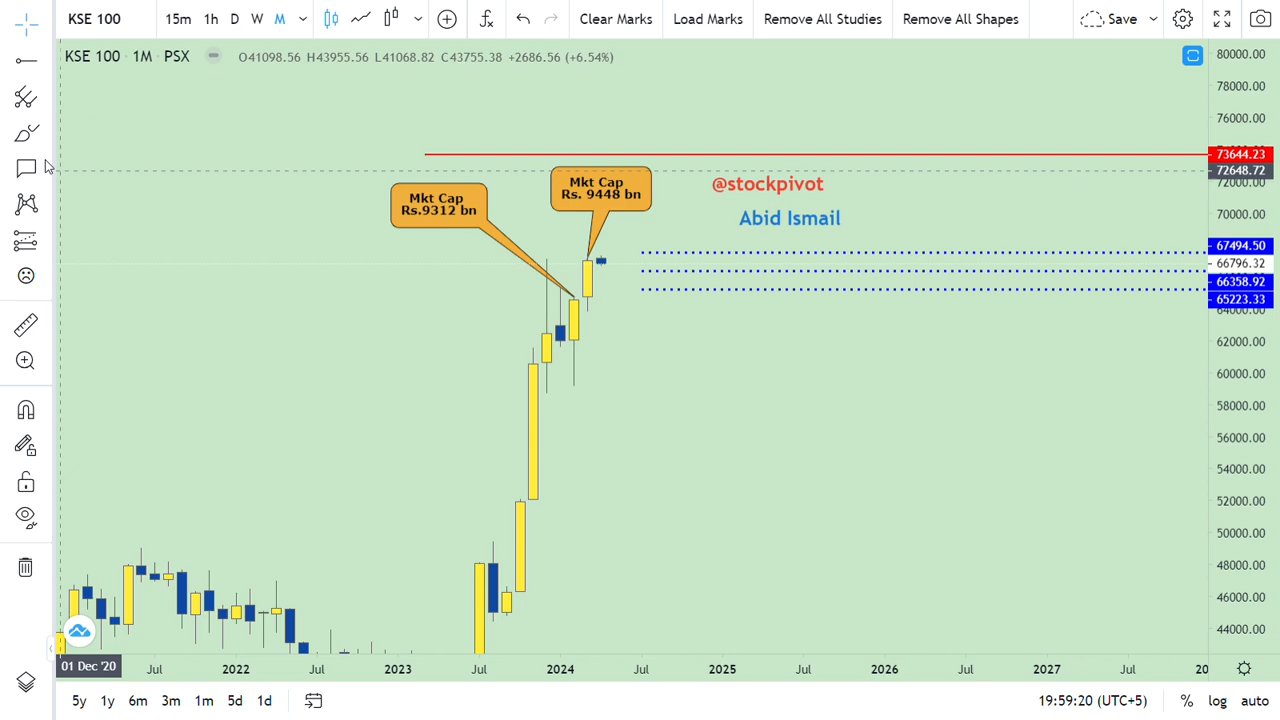 KSE 100 15m 1h D W M Clear Marks Load Marks Remove All Studies Remove All Shapes Save
KSE 100 1M PSX O41098.56 H43955.56 L41068.82 C43755.38 +2686.56 (+6.54%)
80000.00
78000.00
76000.00
73644.23
72648.72
72000.00
70000.00
67494.50
66796.32
66358.92
65223.33
64000.00
62000.00
60000.00
58000.00
56000.00
54000.00
52000.00
50000.00
48000.00
46000.00
44000.00
Mkt Cap
Rs.9312 bn
Mkt Cap
Rs. 9448 bn
@stockpivot
Abid Ismail
01 Dec '20 Jul 2022 Jul 2023 Jul 2024 Jul 2025 Jul 2026 Jul 2027 Jul 20
5y 1y 6m 3m 1m 5d 1d 19:59:20 (UTC+5) % log auto